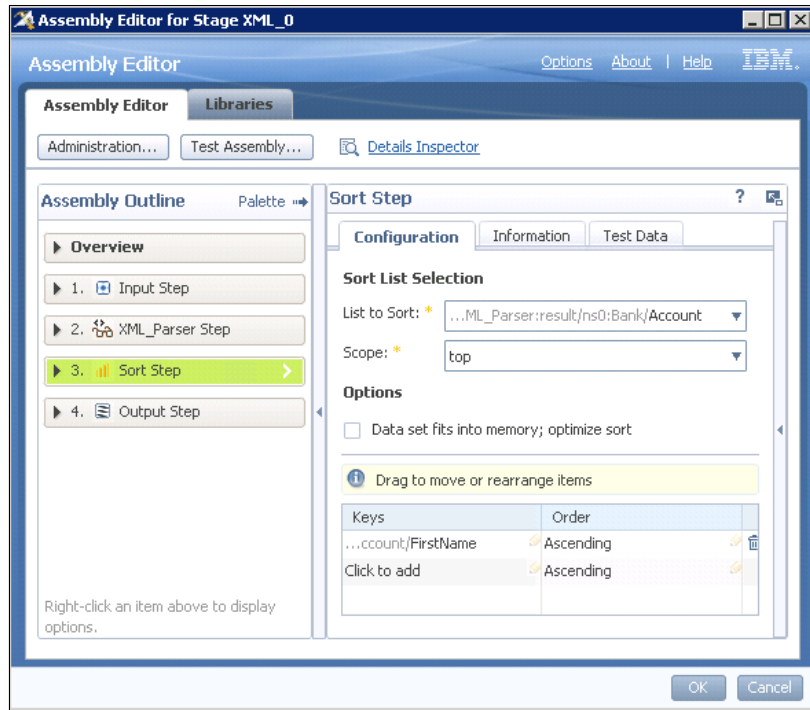 Assembly Editor for Stage XML_0
Assembly Editor
Options About | Help IBM.
Assembly Editor Libraries
Administration... Test Assembly... Details Inspector
Assembly Outline Palette
Overview
1. Input Step
2. XML_Parser Step
3. Sort Step
4. Output Step
Right-click an item above to display
options.
Sort Step ?
Configuration Information Test Data
Sort List Selection
List to Sort: * ...ML_Parser:result/ns0:Bank/Account
Scope: * top
Options
Data set fits into memory; optimize sort
Drag to move or rearrange items
Keys Order
...ccount/FirstName Ascending
Click to add Ascending
OK Cancel